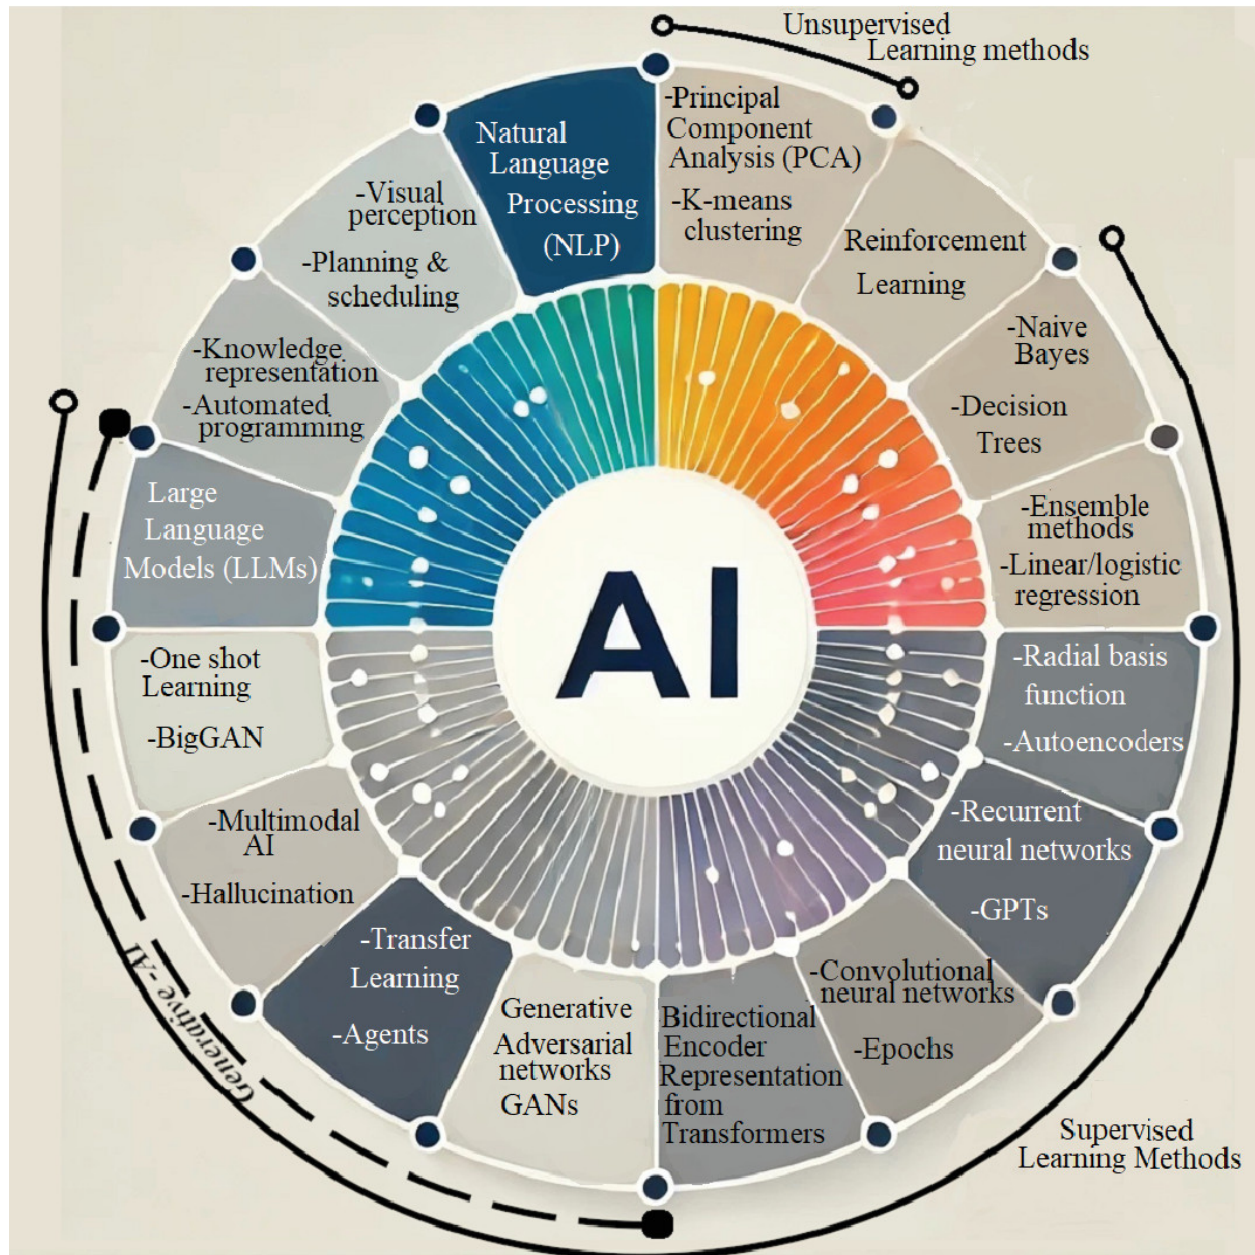 Unsupervised
Learning methods
-Principal
Component
Analysis (PCA)
-K-means
clustering
Reinforcement
Learning
-Naive
Bayes
-Decision
Trees
-Ensemble
methods
-Linear/logistic
regression
-Radial basis
function
-Autoencoders
-Recurrent
neural networks
-GPTs
-Convolutional
neural networks
-Epochs
Bidirectional
Encoder
Representation
from
Transformers
Generative
Adversarial
networks
GANs
-Transfer
Learning
-Agents
-Multimodal
AI
-Hallucination
-One shot
Learning
-BigGAN
Large
Language
Models (LLMs)
-Knowledge
representation
-Automated
programming
-Visual
perception
-Planning &
scheduling
Natural
Language
Processing
(NLP)
AI
Generative-AI
Supervised
Learning Methods